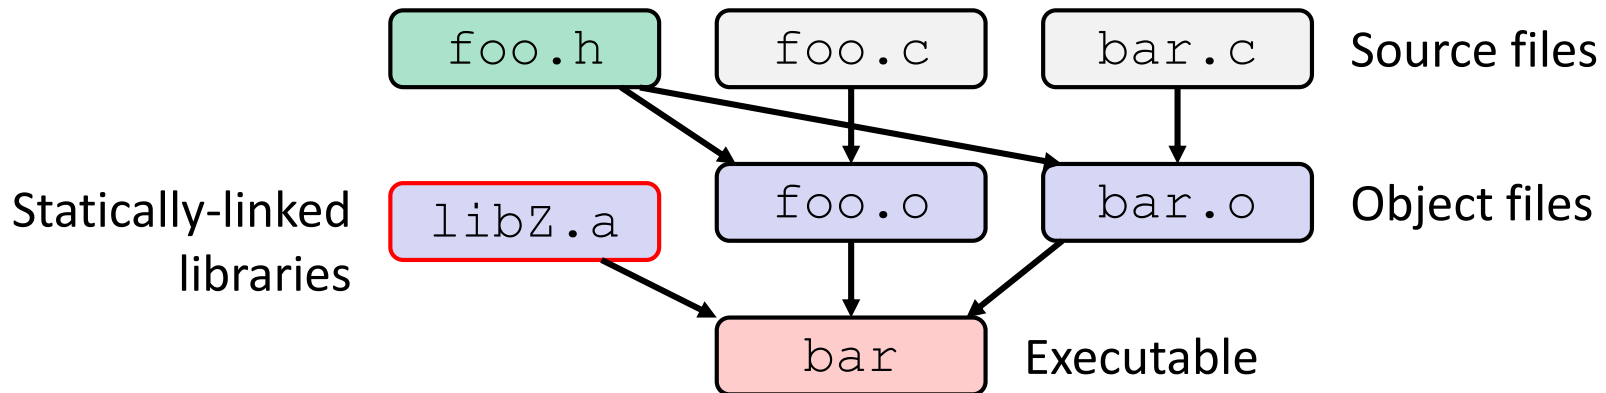 foo.h
foo.c
bar.c
Source files
Statically-linked
libraries
libZ.a
foo.o
bar.o
Object files
bar
Executable